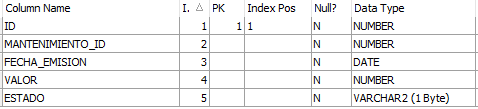 Column Name I. △ PK Index Pos Null? Data Type
ID 1 1 1 N NUMBER
MANTENIMIENTO_ID 2 N NUMBER
FECHA_EMISION 3 N DATE
VALOR 4 N NUMBER
ESTADO 5 N VARCHAR2 (1 Byte)